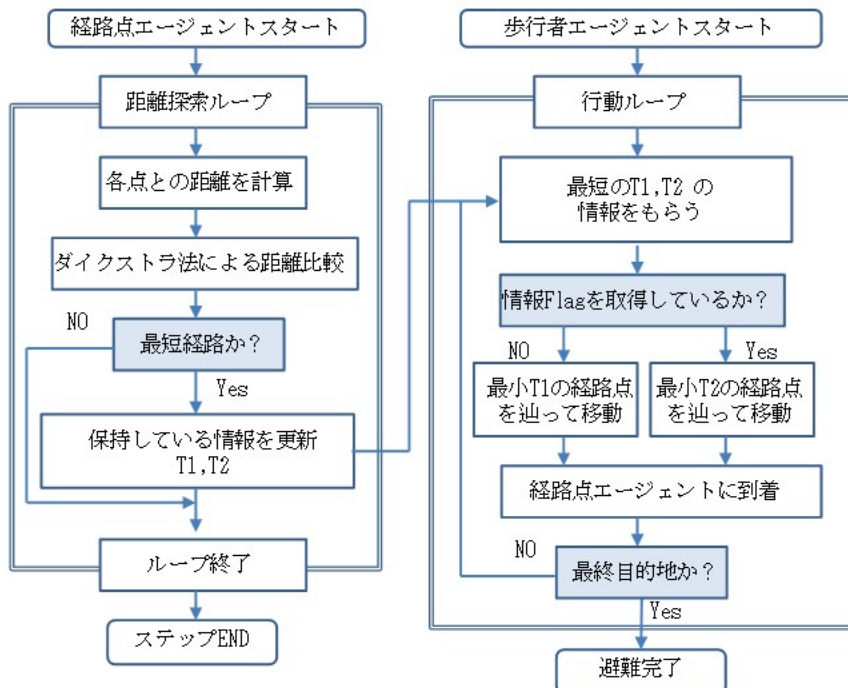 経路点エージェントスタート
距離探索ループ
各点との距離を計算
ダイクストラ法による距離比較
NO
最短経路か？
Yes
保持している情報を更新
T1,T2
ループ終了
ステップEND
歩行者エージェントスタート
行動ループ
最短のT1,T2 の
情報をもらう
情報Flagを取得しているか？
NO
Yes
最小T1の経路点
を辿って移動
最小T2の経路点
を辿って移動
経路点エージェントに到着
NO
最終目的地か？
Yes
避難完了